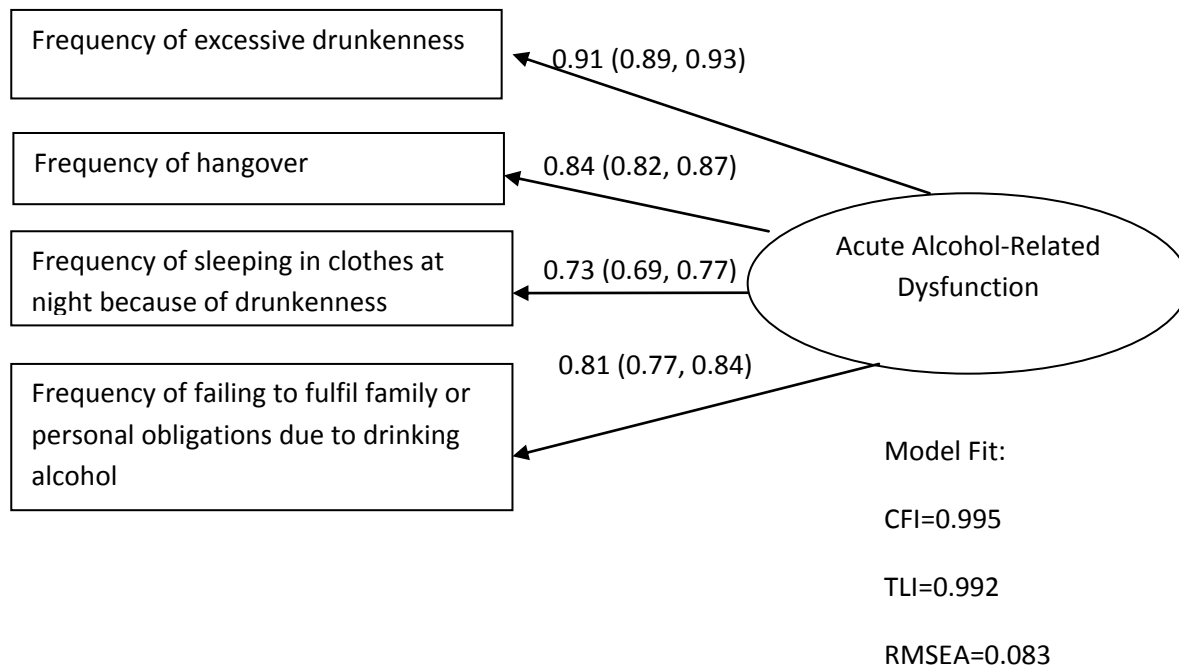 Frequency of excessive drunkenness
0.91 (0.89, 0.93)
Frequency of hangover
0.84 (0.82, 0.87)
Frequency of sleeping in clothes at
night because of drunkenness
0.73 (0.69, 0.77)
Frequency of failing to fulfil family or
personal obligations due to drinking
alcohol
0.81 (0.77, 0.84)
Acute Alcohol-Related
Dysfunction
Model Fit:
CFI=0.995
TLI=0.992
RMSEA=0.083